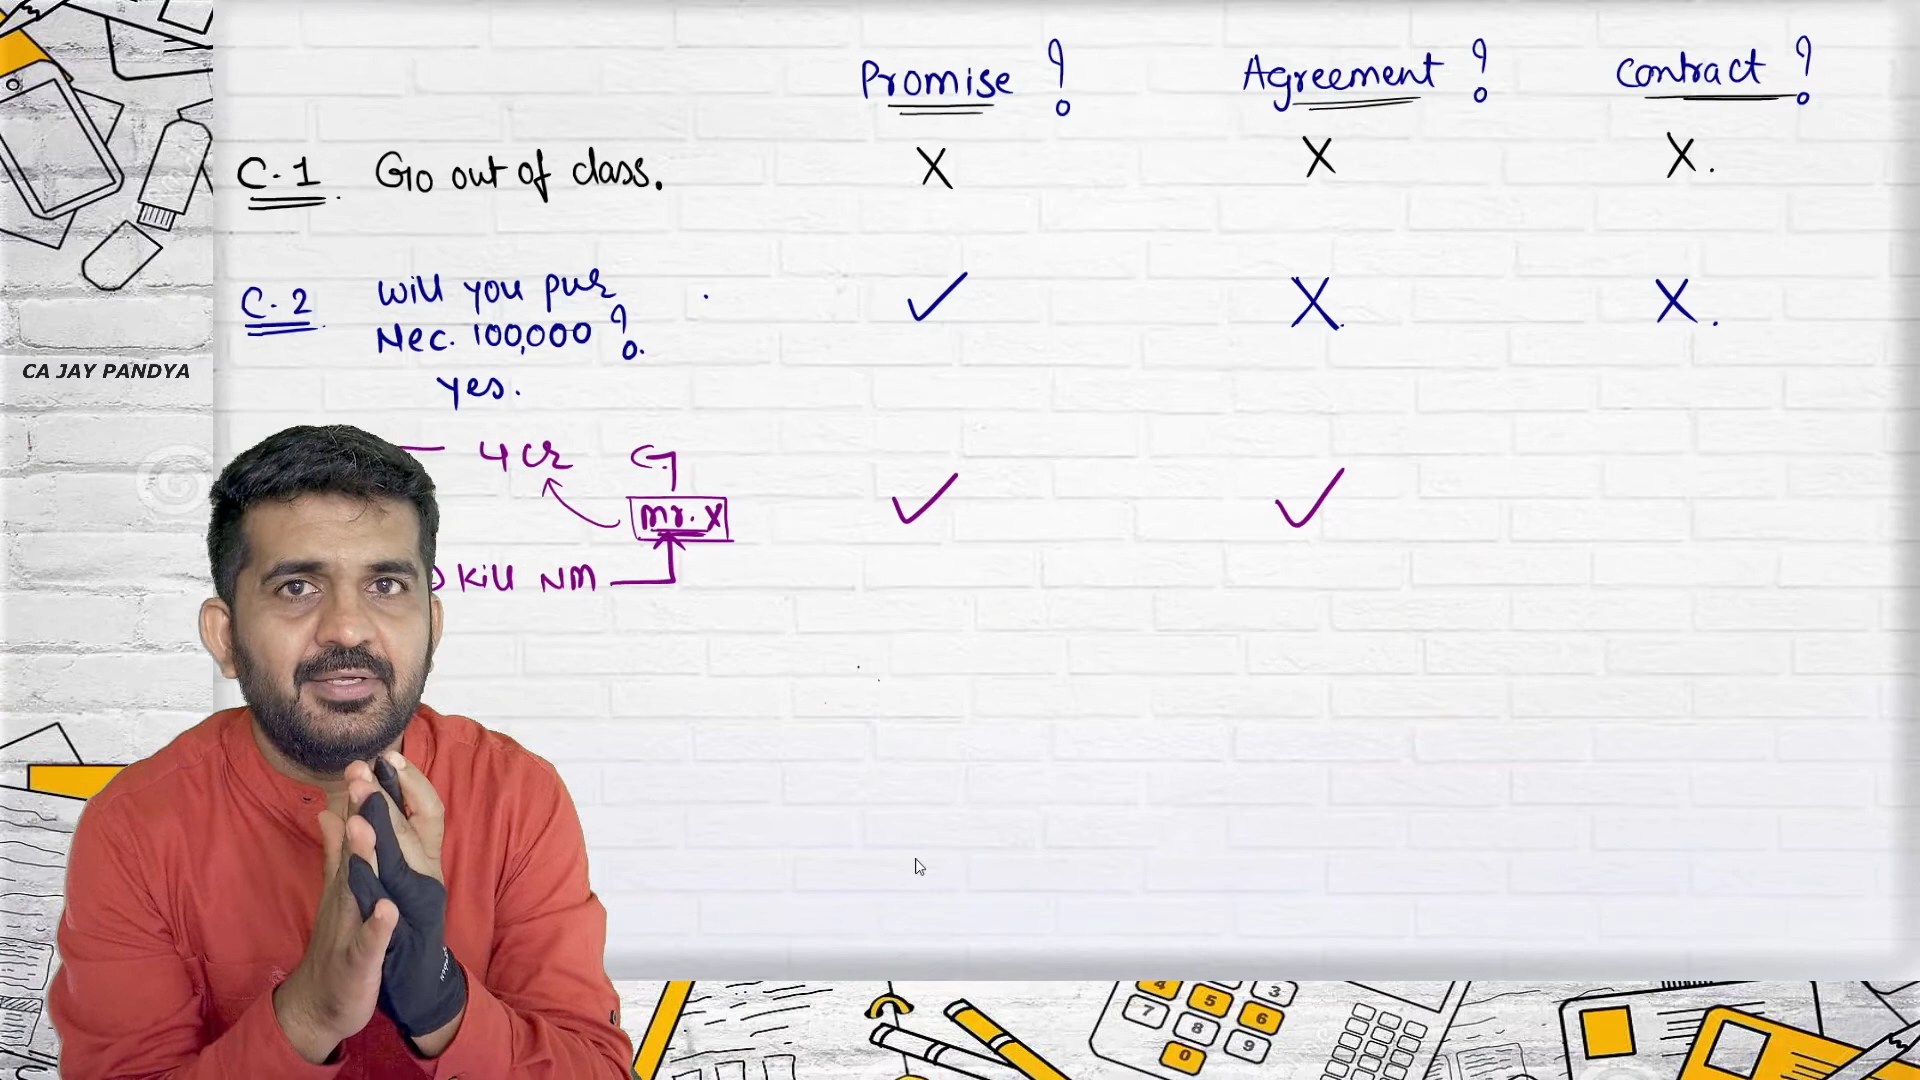 Promise ? Agreement ? Contract ?
C.1 Go out of class. X X X.
C.2 Will you pur ✓ X. X.
Nec. 100,000 ?
Yes.
CA JAY PANDYA
4 cr
Mr. X ✓ ✓
Kill NM
4 5 3
7 8 6
0 9